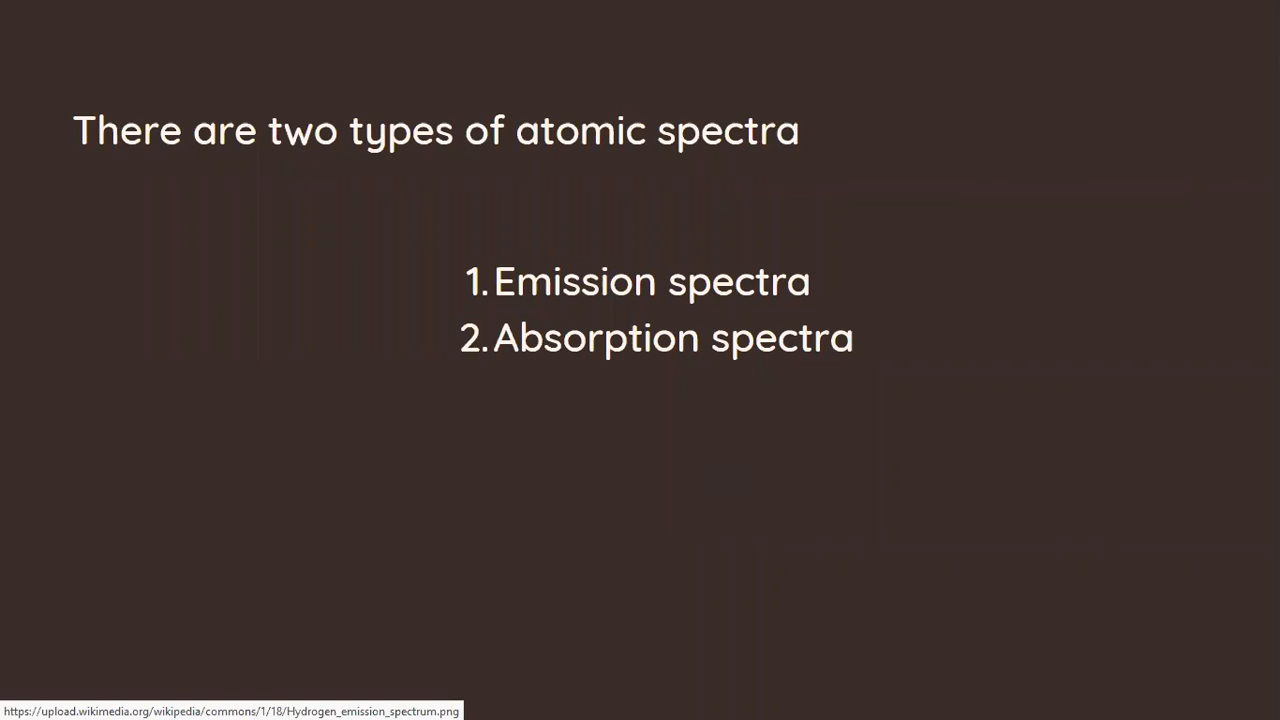 There are two types of atomic spectra
1. Emission spectra
2. Absorption spectra
https://upload.wikimedia.org/wikipedia/commons/1/18/Hydrogen_emission_spectrum.png